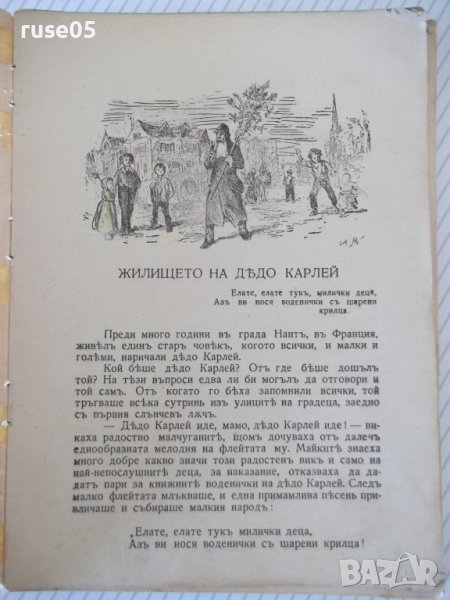 ruse05
ЖИЛИЩЕТО НА ДѢДО КАРЛЕЙ
Елате, елате тукъ, милички деца,
Азъ ви нося воденички съ шарени
крилца.
Преди много години въ града Нантъ, въ Франция,
живѣлъ единъ старъ човѣкъ, когото всички, и малки и
голѣми, наричали дѣдо Карлей.
Кой бѣше дѣдо Карлей? Отъ где бѣше дошълъ
той? На тѣзи въпроси едва ли би могълъ да отговори и
той самъ. Отъ когато го бѣха запомнили всички, той
тръгваше всѣка сутринь изъ улицитѣ на градеца, заедно
съ първия слънчевъ лѫчъ.
— Дѣдо Карлей иде, мамо, дѣдо Карлей иде! — ви-
каха радостно малчуганитѣ, щомъ дочуваха отъ далечъ
еднообразната мелодия на флейтата му. Майкитѣ знаеха
много добре какво значи този радостенъ викъ и само на
най-непослушнитѣ деца, за наказание, отказваха да да-
датъ пари за книжнитѣ воденички на дѣдо Карлей. Следъ
малко флейтата млъкваше, и една примамлива пѣсень при-
вличаше и събираше малкия народъ:
„Елате, елате тукъ милички деца,
Азъ ви нося воденички съ шарени крилца!
BAZAR.bg